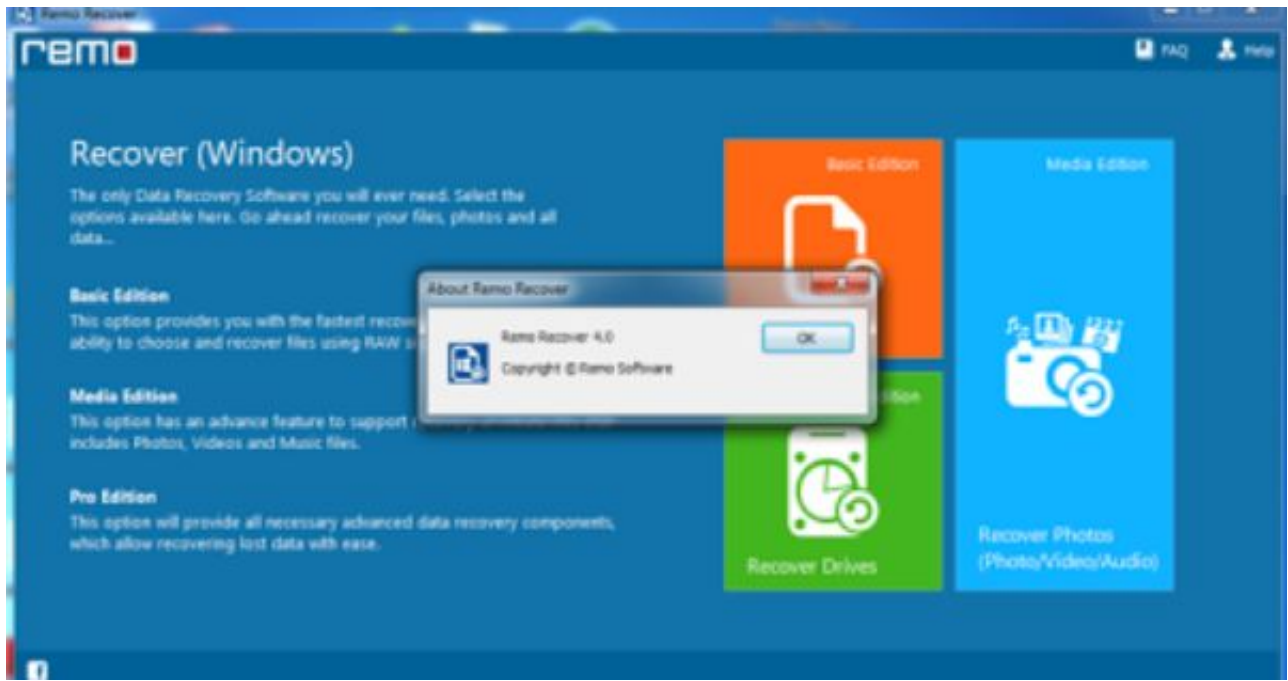 Remo Recover
remo
FAQ
Help
Recover (Windows)
The only Data Recovery Software you will ever need. Select the
options available here. Go ahead recover your files, photos and all
data...
Basic Edition
This option provides you with the fastest
ability to choose and recover files using RAW
Media Edition
This option has an advance feature to support
includes Photos, Videos and Music files.
Pro Edition
This option will provide all necessary advanced data recovery components,
which allow recovering lost data with ease.
About Remo Recover
Remo Recover 4.0
Copyright © Remo Software
OK
Basic Edition
Media Edition
Edition
Recover Drives
Recover Photos
(Photo/Video/Audio)